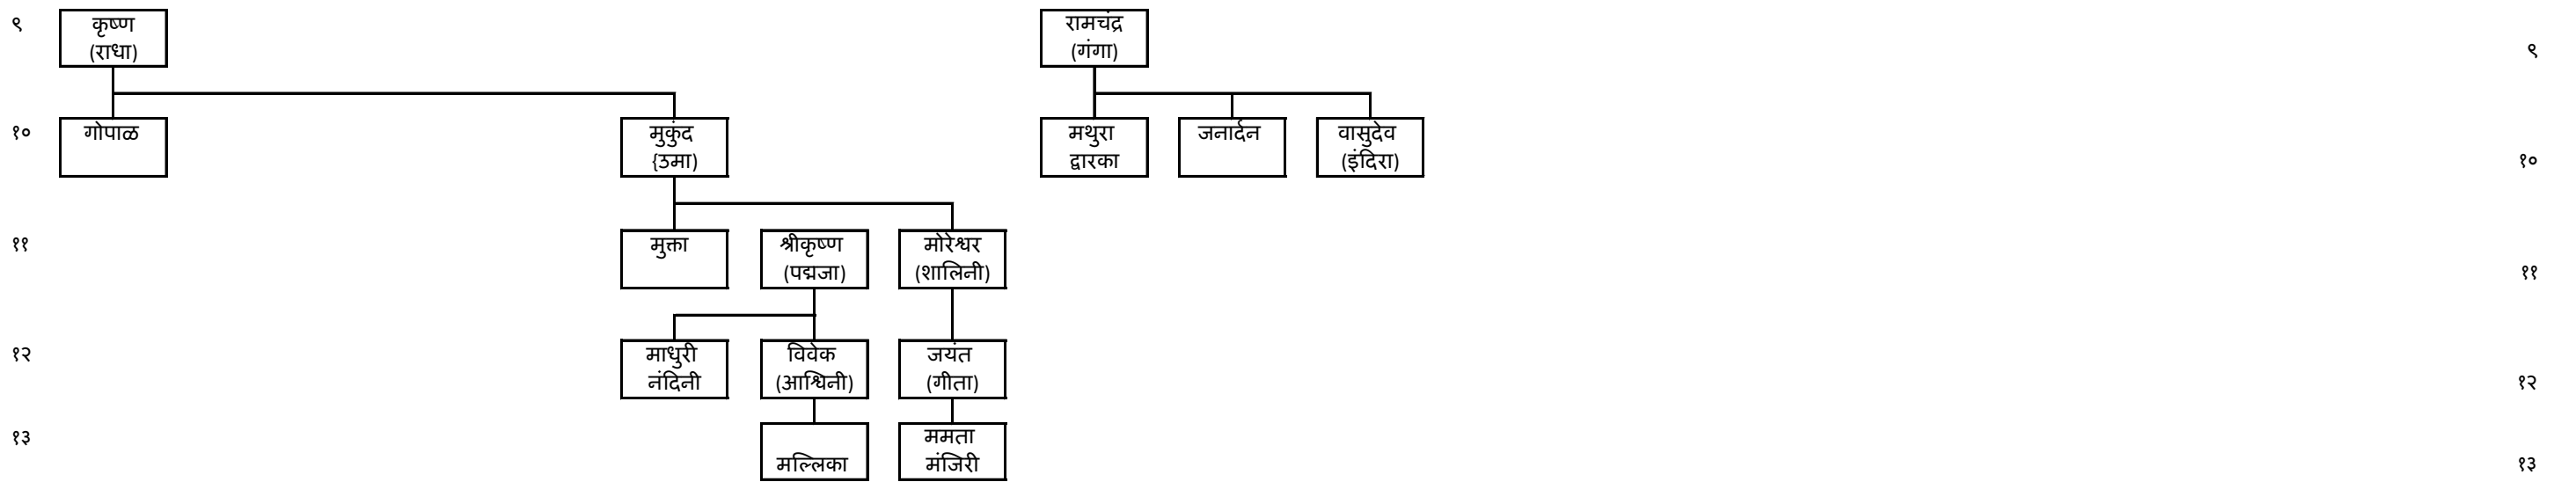 ९ कृष्ण रामचंद्र
(राधा) (गंगा) ९
१० गोपाळ मुकुंद मथुरा जनार्दन वासुदेव
{उमा) द्वारका (इंदिरा) १०
११ मुक्ता श्रीकृष्ण मोरेश्वर
(पद्मजा) (शालिनी) ११
१२ माधुरी विवेक जयंत
नंदिनी (आश्विनी) (गीता) १२
१३ ममता
मल्लिका मंजिरी १३